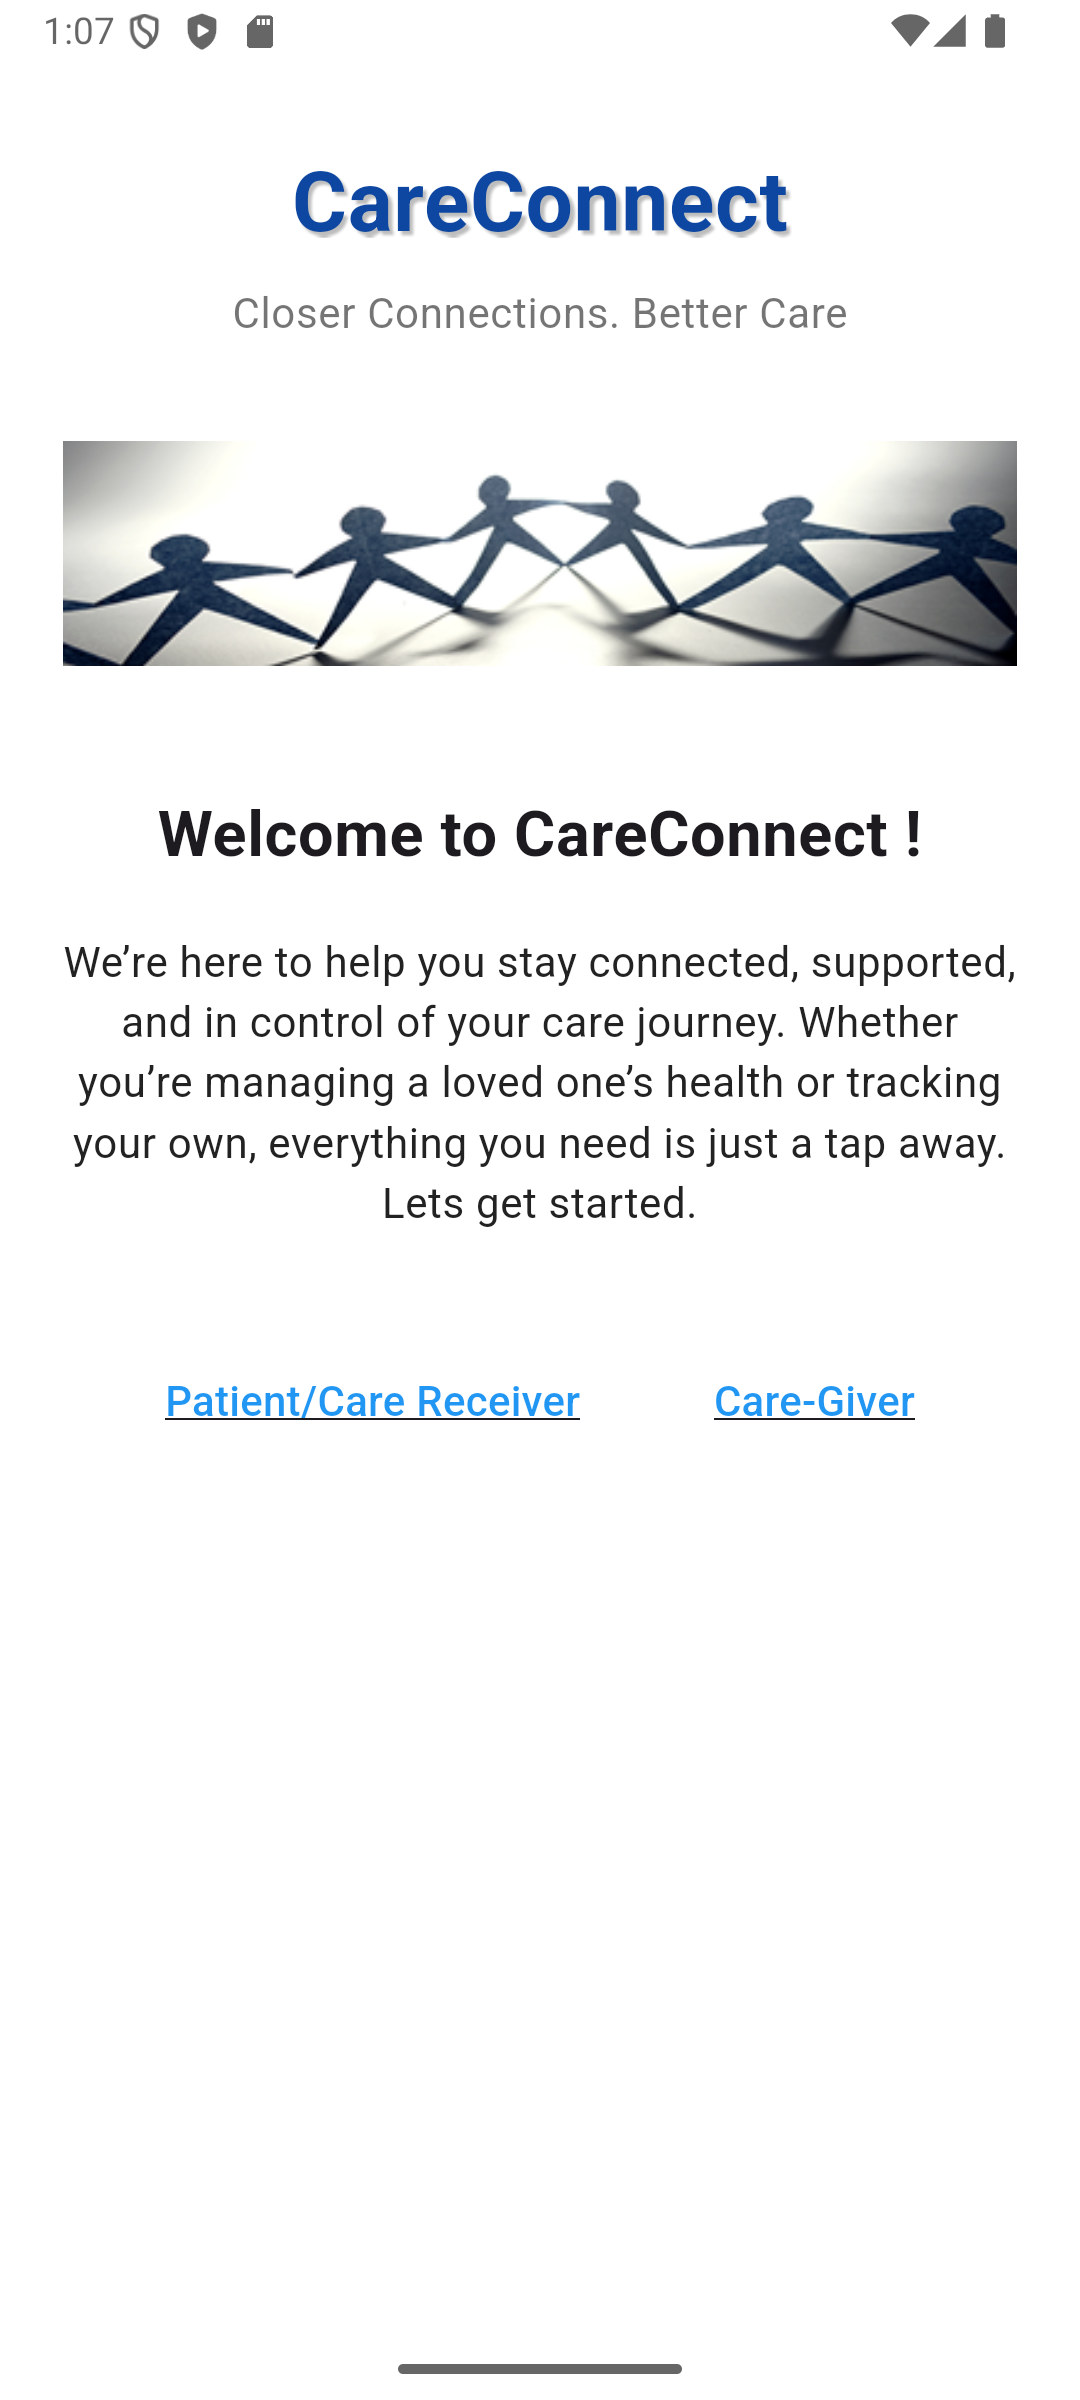 1:07
CareConnect
Closer Connections. Better Care
Welcome to CareConnect !
We’re here to help you stay connected, supported,
and in control of your care journey. Whether
you’re managing a loved one’s health or tracking
your own, everything you need is just a tap away.
Lets get started.
Patient/Care Receiver Care-Giver